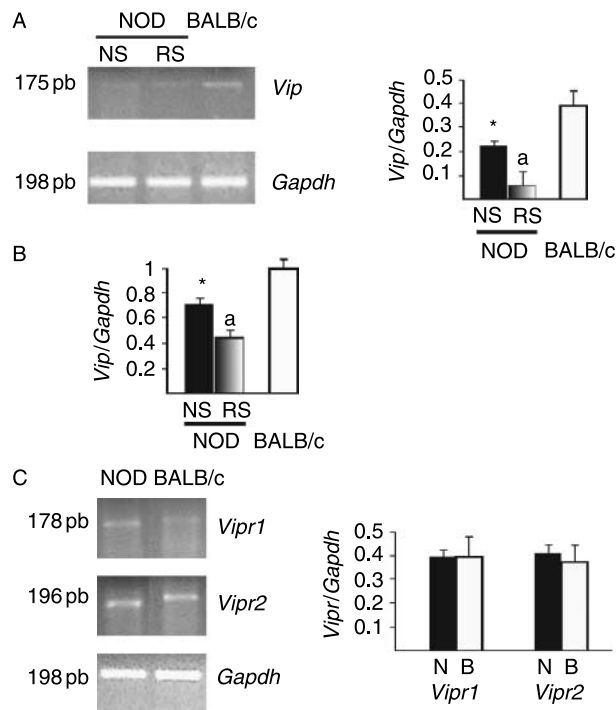 A
NOD BALB/c
NS RS
175 pb Vip
198 pb Gapdh
Vip/Gapdh
0.5
0.4
0.3
0.2
0.1
*
a
NS RS
NOD BALB/c
B
Vip/Gapdh
1
0.8
0.6
0.4
0.2
*
a
NS RS
NOD BALB/c
C
NOD BALB/c
178 pb Vipr1
196 pb Vipr2
198 pb Gapdh
Vipr/Gapdh
0.5
0.4
0.3
0.2
0.1
N B N B
Vipr1 Vipr2